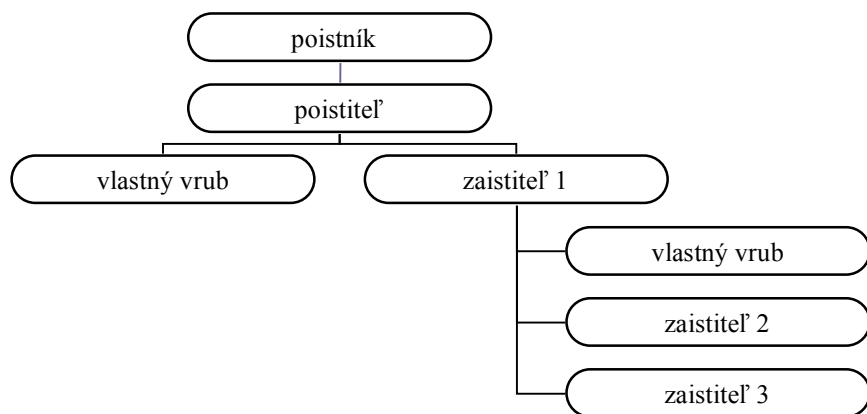 poistník
poistiteľ
vlastný vrub
zaistiteľ 1
vlastný vrub
zaistiteľ 2
zaistiteľ 3